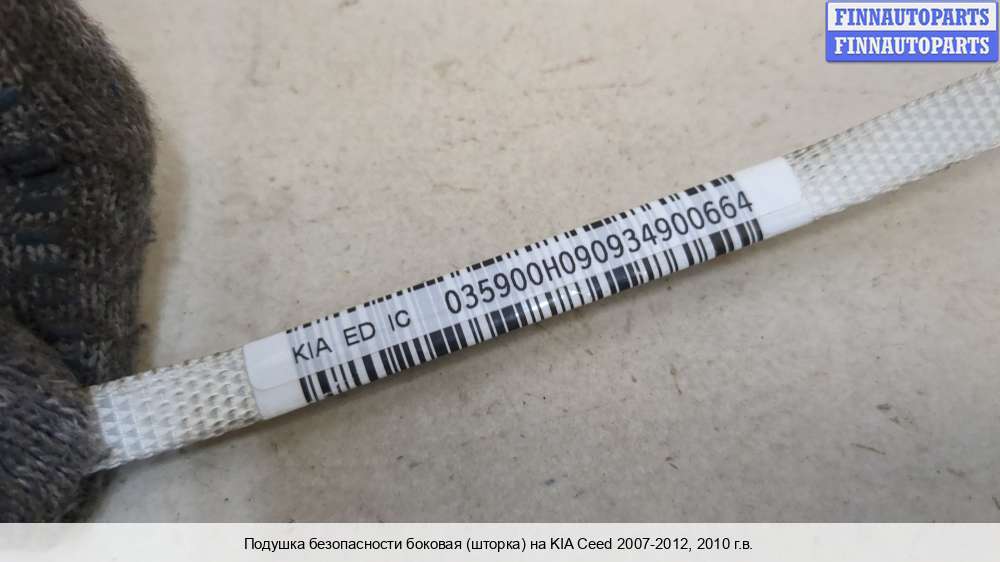 FINNAUTOPARTS
FINNAUTOPARTS
KIA ED IC 035900H090934900664
Подушка безопасности боковая (шторка) на KIA Ceed 2007-2012, 2010 г.в.